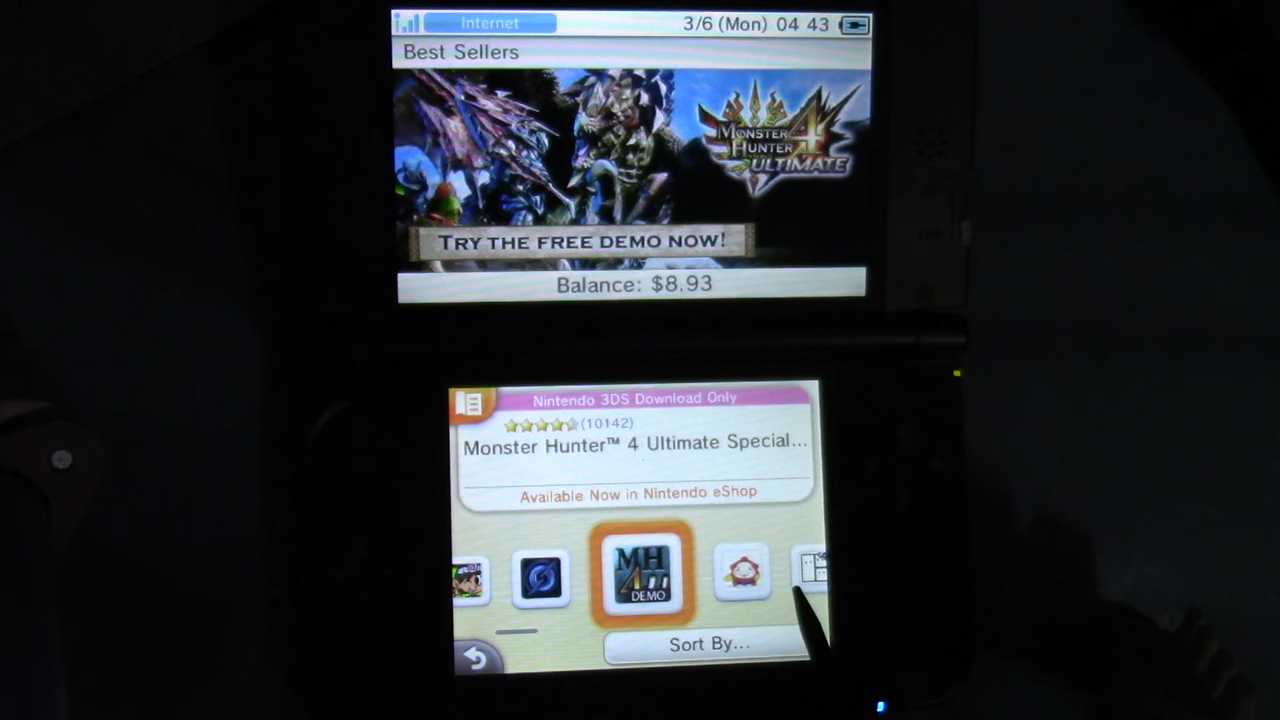 Internet 3/6 (Mon) 04 43
Best Sellers
MONSTER
HUNTER 4
ULTIMATE
TRY THE FREE DEMO NOW!
Balance: $8.93
Nintendo 3DS Download Only
(10142)
Monster Hunter™ 4 Ultimate Special...
Available Now in Nintendo eShop
MH
4U
DEMO
Sort By...